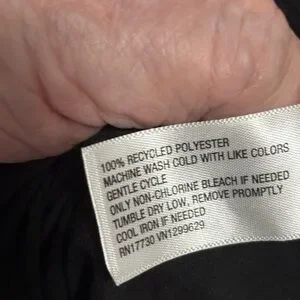 100% RECYCLED POLYESTER
MACHINE WASH COLD WITH LIKE COLORS
GENTLE CYCLE
ONLY NON-CHLORINE BLEACH IF NEEDED
TUMBLE DRY LOW, REMOVE PROMPTLY
COOL IRON IF NEEDED
RN17730 VN1299629